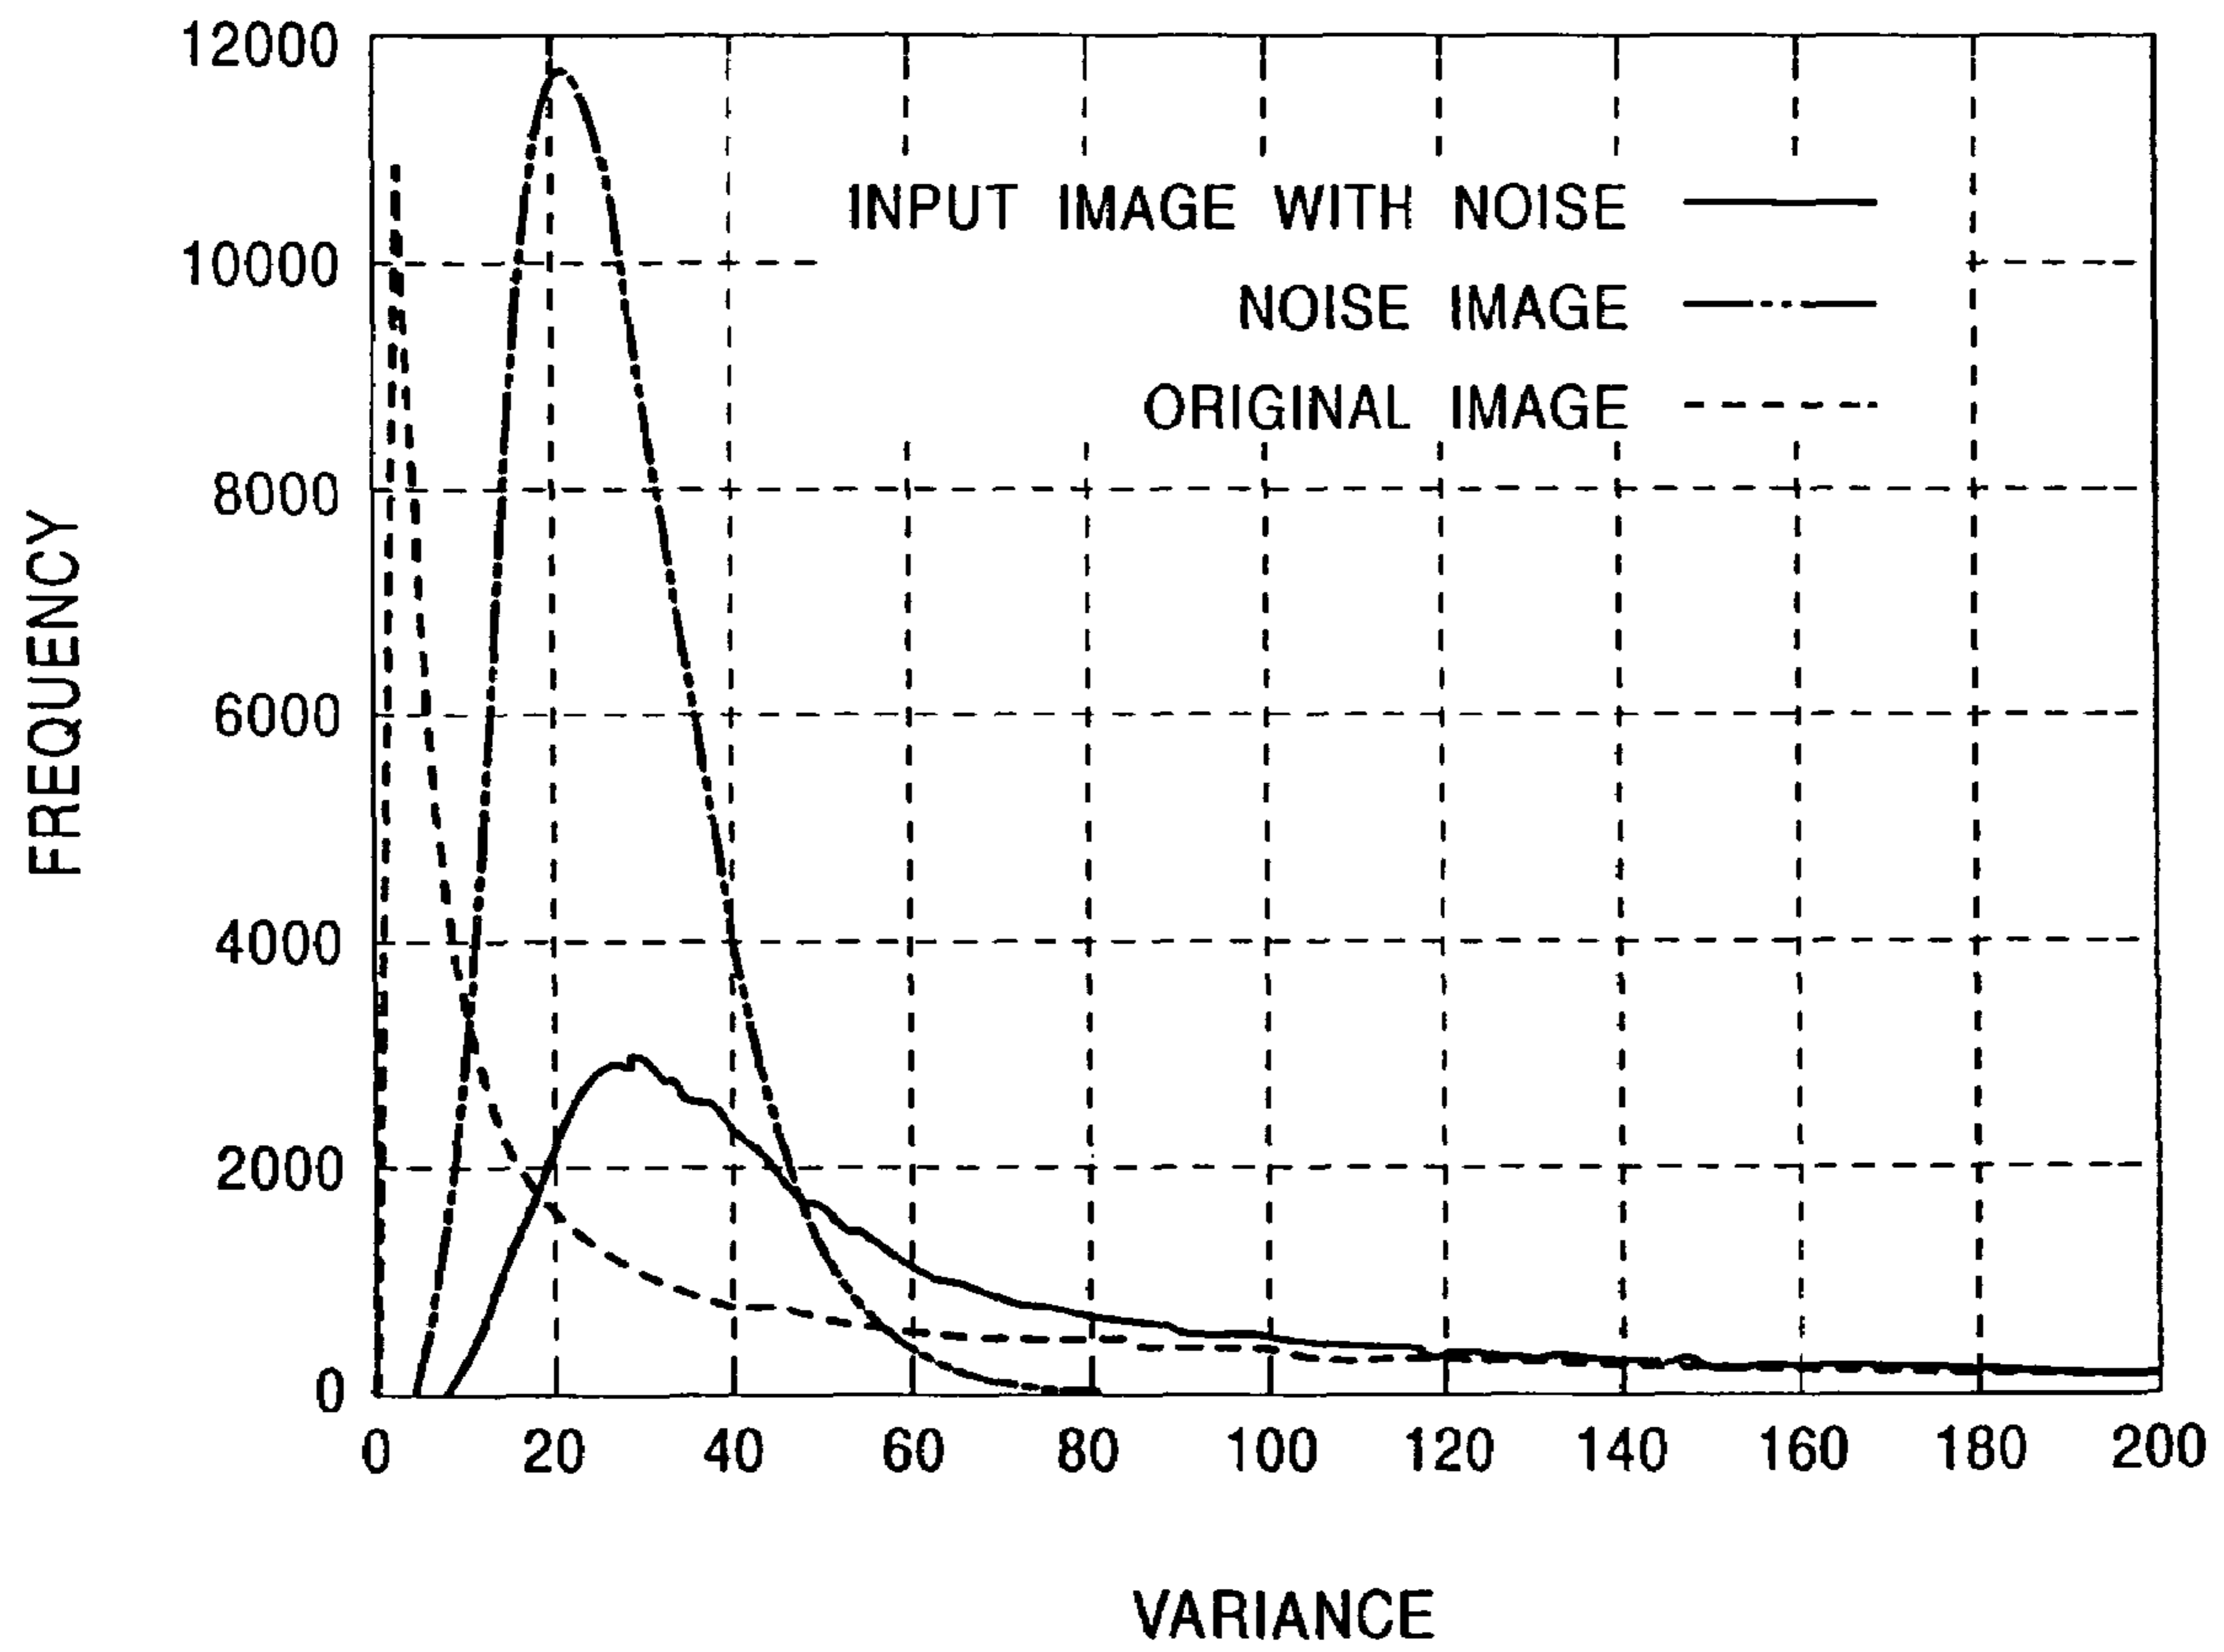 12000
10000
8000
6000
4000
2000
0
FREQUENCY
INPUT IMAGE WITH NOISE
NOISE IMAGE
ORIGINAL IMAGE
0 20 40 60 80 100 120 140 160 180 200
VARIANCE